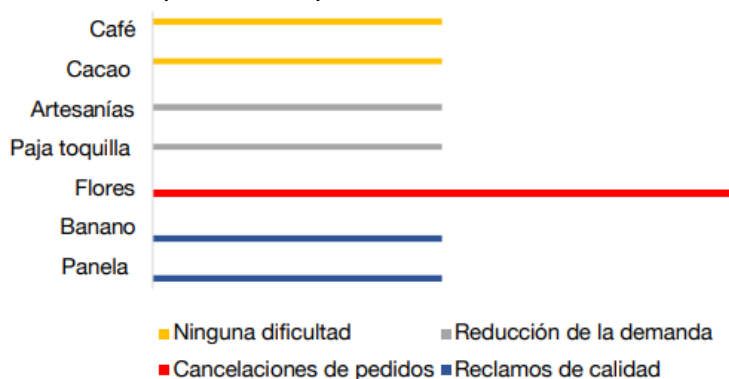 Café
Cacao
Artesanías
Paja toquilla
Flores
Banano
Panela
Ninguna dificultad Reducción de la demanda
Cancelaciones de pedidos Reclamos de calidad